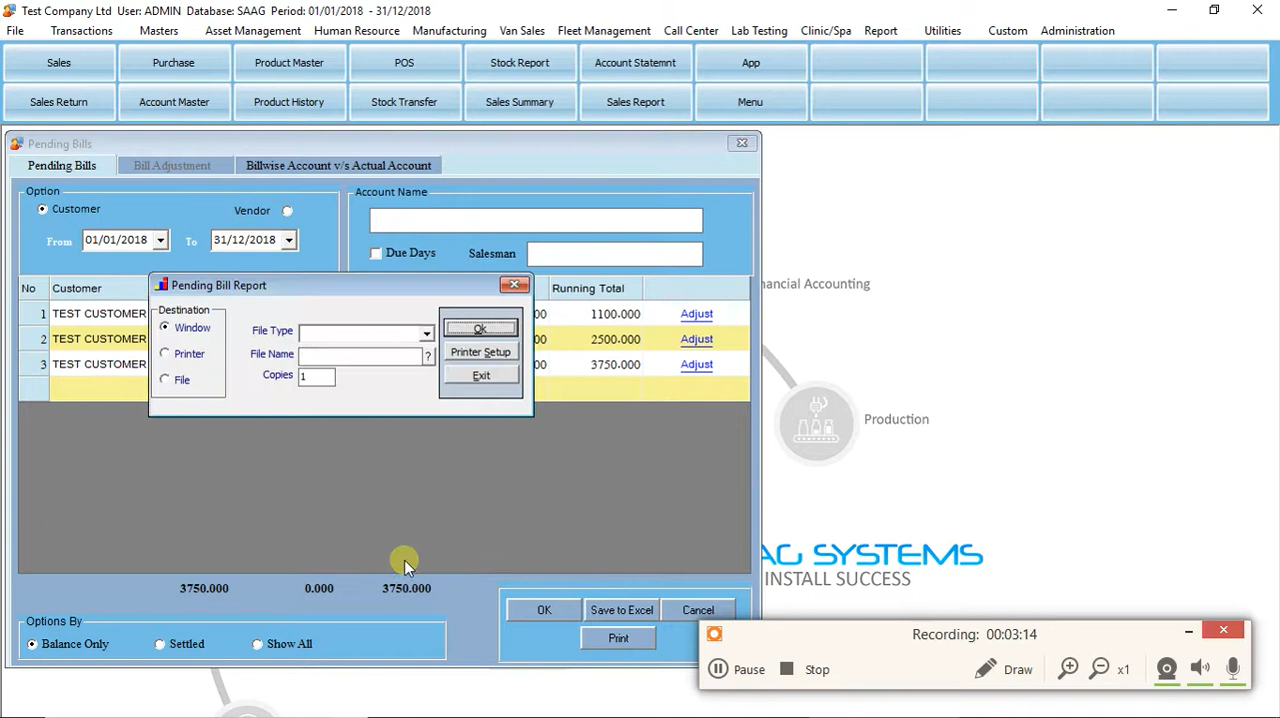 Test Company Ltd User: ADMIN Database: SAAG Period: 01/01/2018 - 31/12/2018
File Transactions Masters Asset Management Human Resource Manufacturing Van Sales Fleet Management Call Center Lab Testing Clinic/Spa Report Utilities Custom Administration
Sales Purchase Product Master POS Stock Report Account Statemnt App
Sales Return Account Master Product History Stock Transfer Sales Summary Sales Report Menu
Pending Bills
Pending Bills Bill Adjustment Billwise Account v/s Actual Account
Option
Customer Vendor
From 01/01/2018 To 31/12/2018
Account Name
Due Days Salesman
No Customer Running Total
1 TEST CUSTOMER 00 1100.000 Adjust
2 TEST CUSTOMER 00 2500.000 Adjust
3 TEST CUSTOMER 00 3750.000 Adjust
Pending Bill Report
Destination
Window
Printer
File
File Type
File Name ?
Copies 1
Ok
Printer Setup
Exit
3750.000 0.000 3750.000
Options By
Balance Only Settled Show All
OK Save to Excel Cancel
Print
nancial Accounting
Production
AG SYSTEMS
INSTALL SUCCESS
Recording: 00:03:14
Pause Stop Draw x1